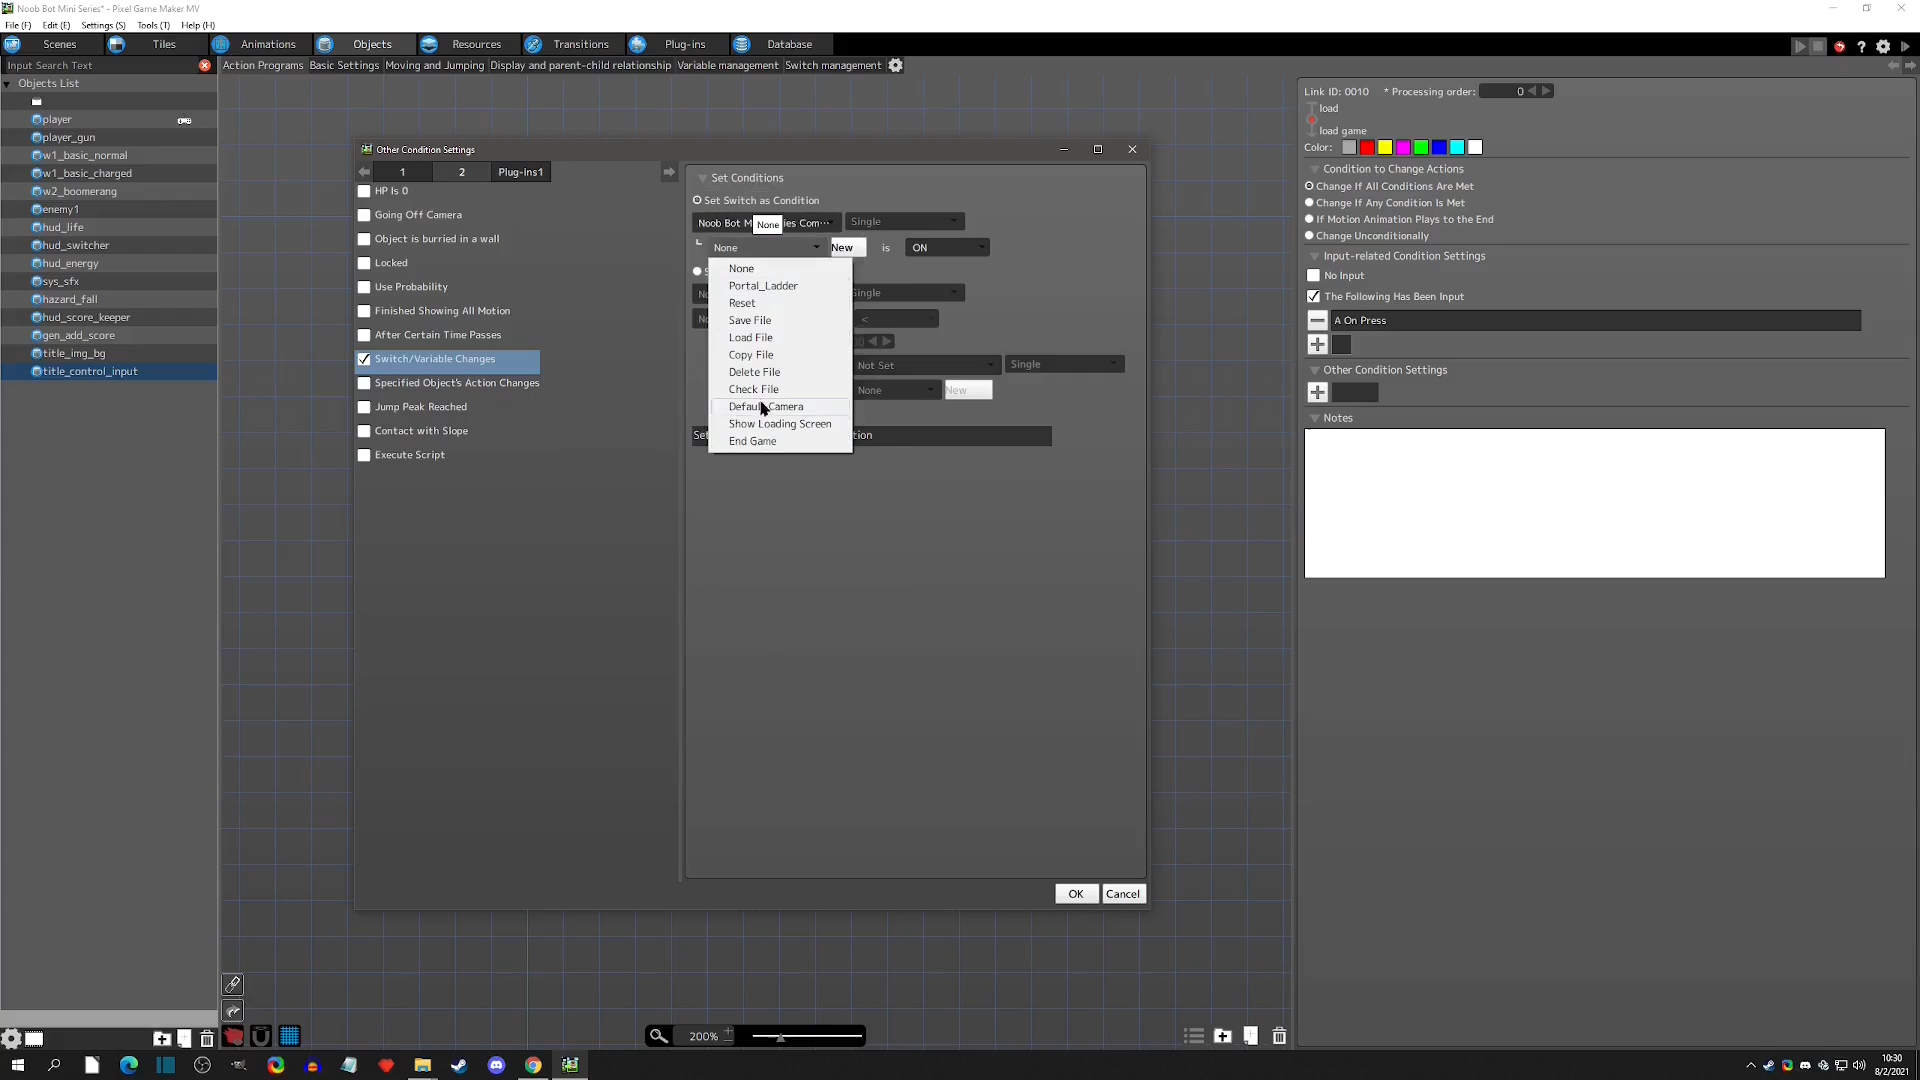 Noob Bot Mini Series* - Pixel Game Maker MV
File (F) Edit (E) Settings (S) Tools (T) Help (H)
Scenes Tiles Animations Objects Resources Transitions Plug-ins Database
Input Search Text
Action Programs Basic Settings Moving and Jumping Display and parent-child relationship Variable management Switch management
Objects List
player
player_gun
w1_basic_normal
w1_basic_charged
w2_boomerang
enemy1
hud_life
hud_switcher
hud_energy
sys_sfx
hazard_fall
hud_score_keeper
gen_add_score
title_img_bg
title_control_input
Other Condition Settings
1 2 Plug-ins1
HP Is 0
Going Off Camera
Object is burried in a wall
Locked
Use Probability
Finished Showing All Motion
After Certain Time Passes
Switch/Variable Changes
Specified Object's Action Changes
Jump Peak Reached
Contact with Slope
Execute Script
Set Conditions
Set Switch as Condition
Noob Bot M ies Com··· Single
None
None New is ON
None
Portal_Ladder
Reset
Save File
Load File
Copy File
Delete File
Check File
Default Camera
Show Loading Screen
End Game
Single
<
Not Set Single
None New
OK Cancel
Link ID: 0010 * Processing order: 0
load
load game
Color:
Condition to Change Actions
Change If All Conditions Are Met
Change If Any Condition Is Met
If Motion Animation Plays to the End
Change Unconditionally
Input-related Condition Settings
No Input
The Following Has Been Input
A On Press
Other Condition Settings
Notes
200%
10:30
8/2/2021